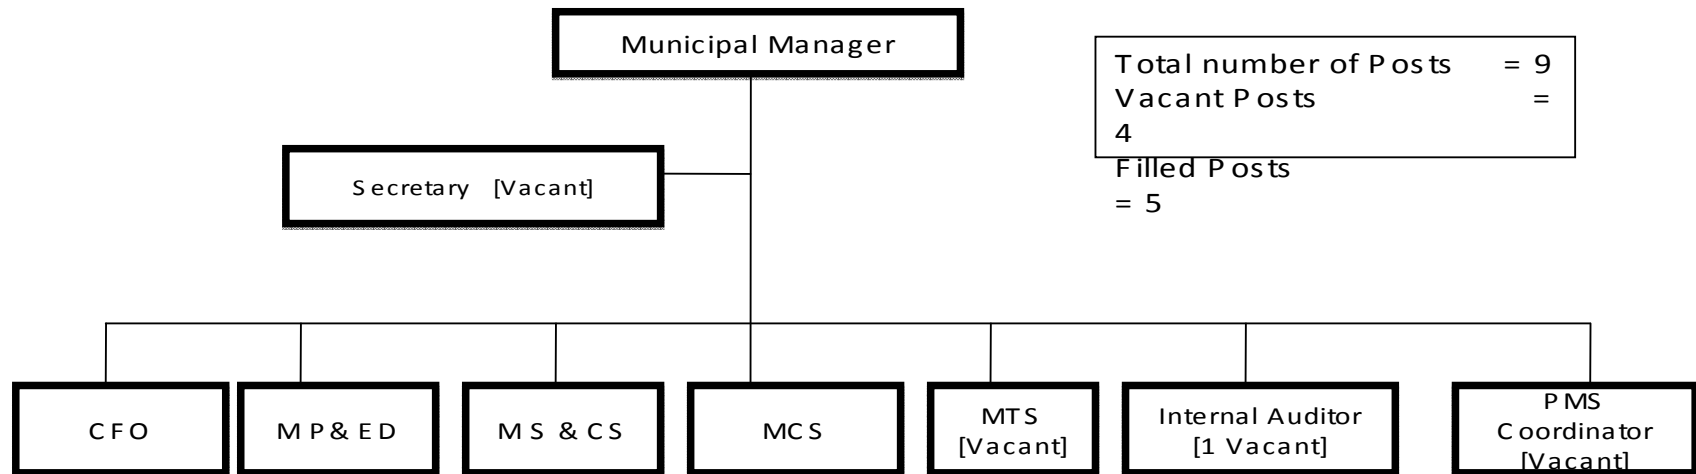 Municipal Manager
Total number of Posts = 9
Vacant Posts =
4
Filled Posts
= 5
Secretary [Vacant]
CFO
MP&ED
MS & CS
MCS
MTS
[Vacant]
Internal Auditor
[1 Vacant]
PMS
Coordinator
[Vacant]